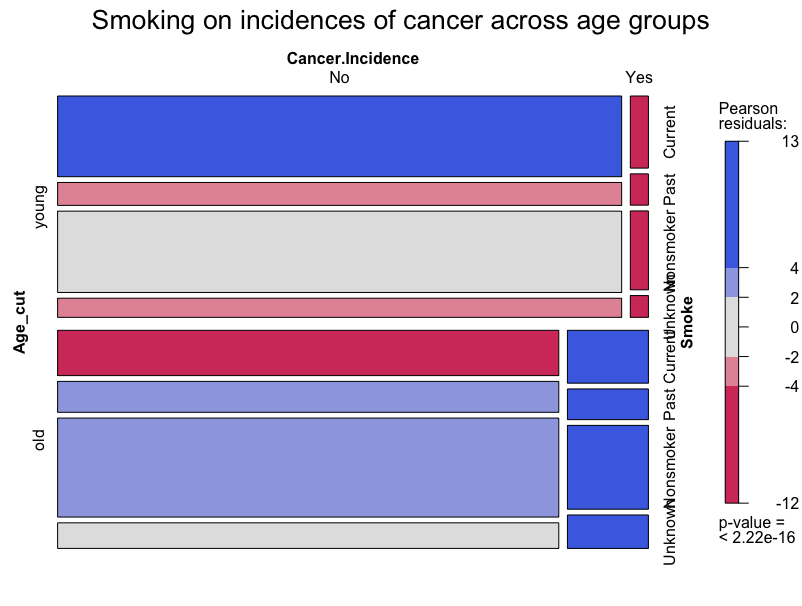 Smoking on incidences of cancer across age groups
Cancer.Incidence
No Yes
Age_cut
young
old
Current
Past
Nonsmoker
Unknown
Current
Past
Nonsmoker
Unknown
Smoke
Pearson
residuals:
13
4
2
0
-2
-4
-12
p-value =
< 2.22e-16